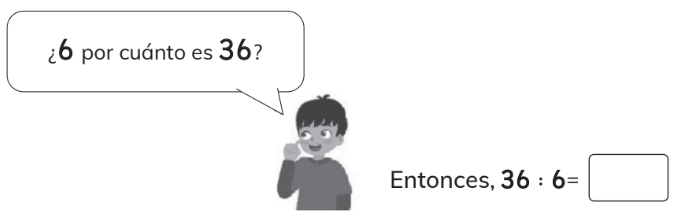 ¿6 por cuánto es 36?
Entonces, 36 : 6=